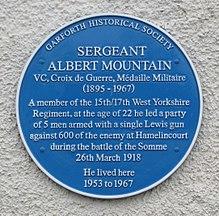 GARFORTH HISTORICAL SOCIETY
SERGEANT
ALBERT MOUNTAIN
VC, Croix de Guerre, Médaille Militaire
(1895 - 1967)
A member of the 15th/17th West Yorkshire
Regiment, at the age of 22 he led a party
of 5 men armed with a single Lewis gun
against 600 of the enemy at Hamelincourt
during the battle of the Somme
26th March 1918
He lived here
1953 to 1967